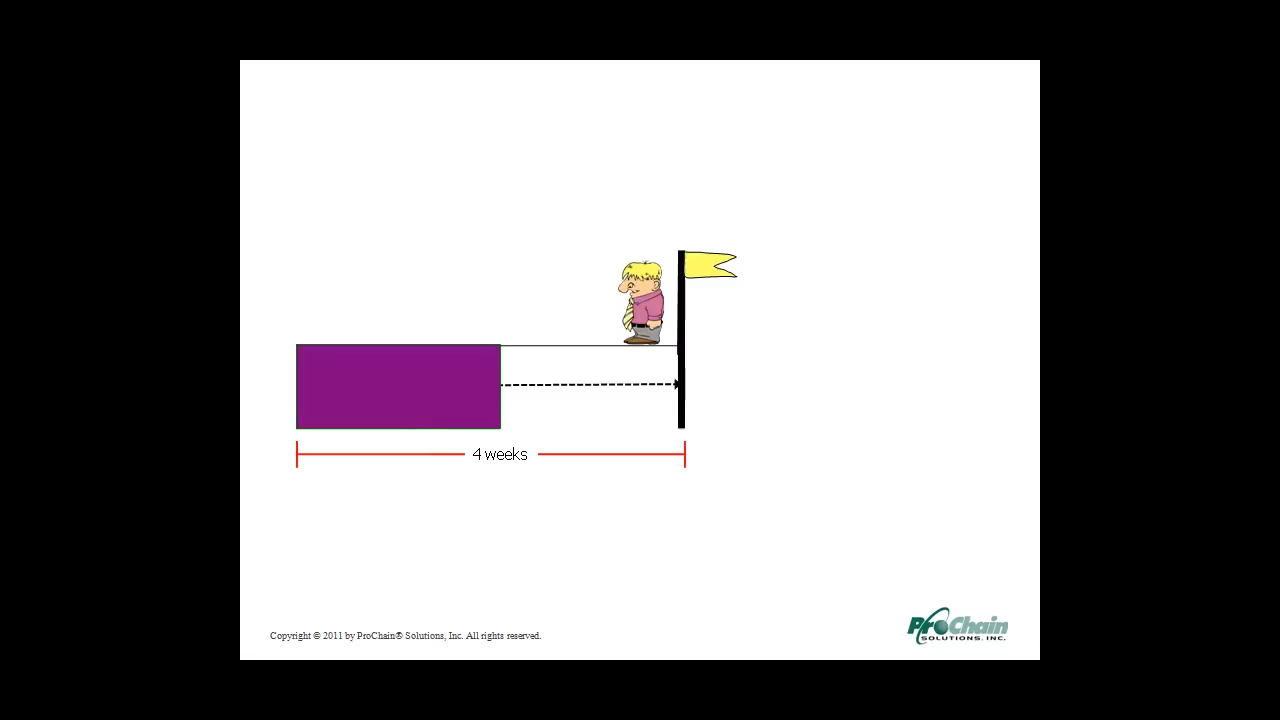 4 weeks
Copyright © 2011 by ProChain® Solutions, Inc. All rights reserved.
ProChain
SOLUTIONS, INC.